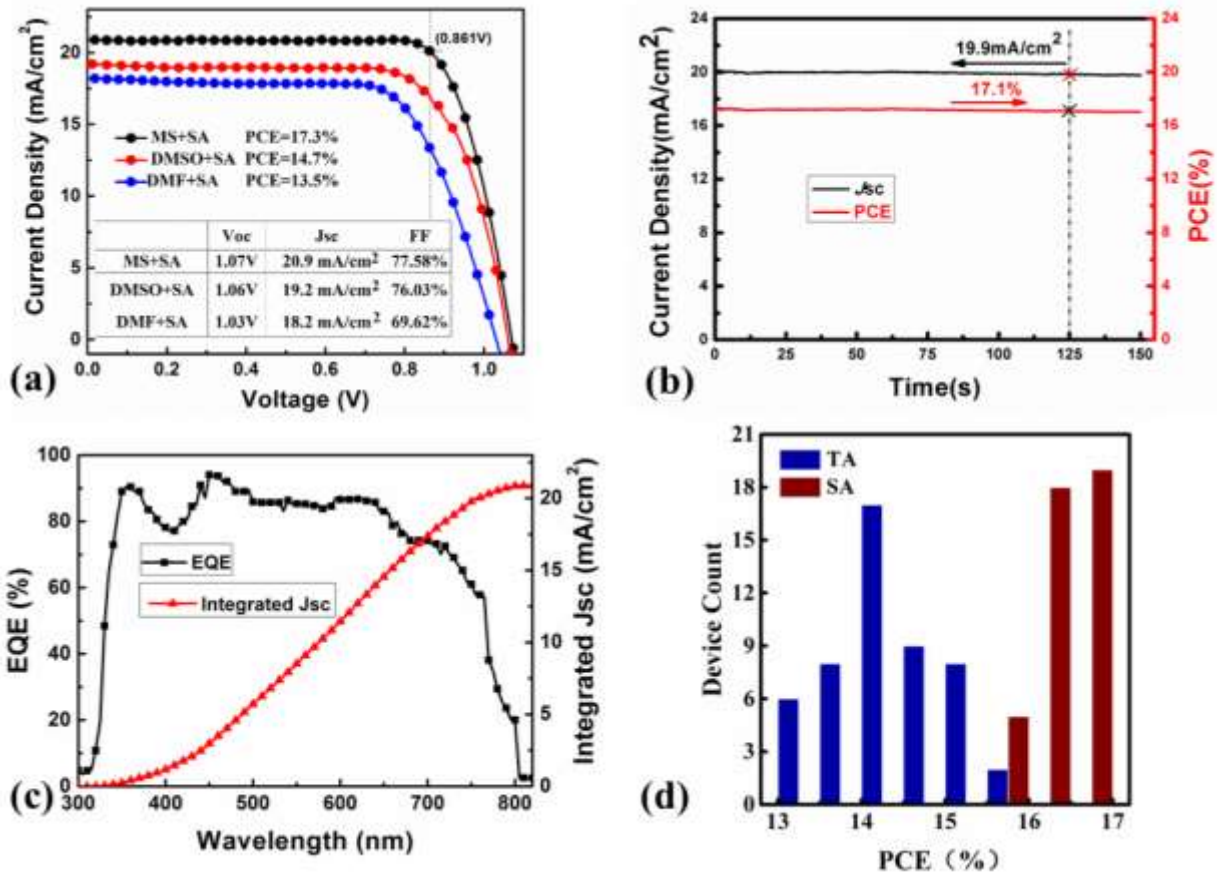 (0.861V)
MS+SA PCE=17.3%
DMSO+SA PCE=14.7%
DMF+SA PCE=13.5%
Voc Jsc FF
MS+SA 1.07V 20.9 mA/cm² 77.58%
DMSO+SA 1.06V 19.2 mA/cm² 76.03%
DMF+SA 1.03V 18.2 mA/cm² 69.62%
Current Density (mA/cm²)
20
15
10
5
0
0.0 0.2 0.4 0.6 0.8 1.0
Voltage (V)
(a)
24 24
20 20
16 16
12 12
8 8
4 4
0 0
Current Density(mA/cm²)
PCE(%)
19.9mA/cm²
17.1%
Jsc
PCE
0 25 50 75 100 125 150
Time(s)
(b)
100
80
60
40
20
0
EQE (%)
EQE
Integrated Jsc
20
15
10
5
0
Integrated Jsc (mA/cm²)
300 400 500 600 700 800
Wavelength (nm)
(c)
21
18
15
12
9
6
3
0
Device Count
TA
SA
13 14 15 16 17
PCE（%）
(d)